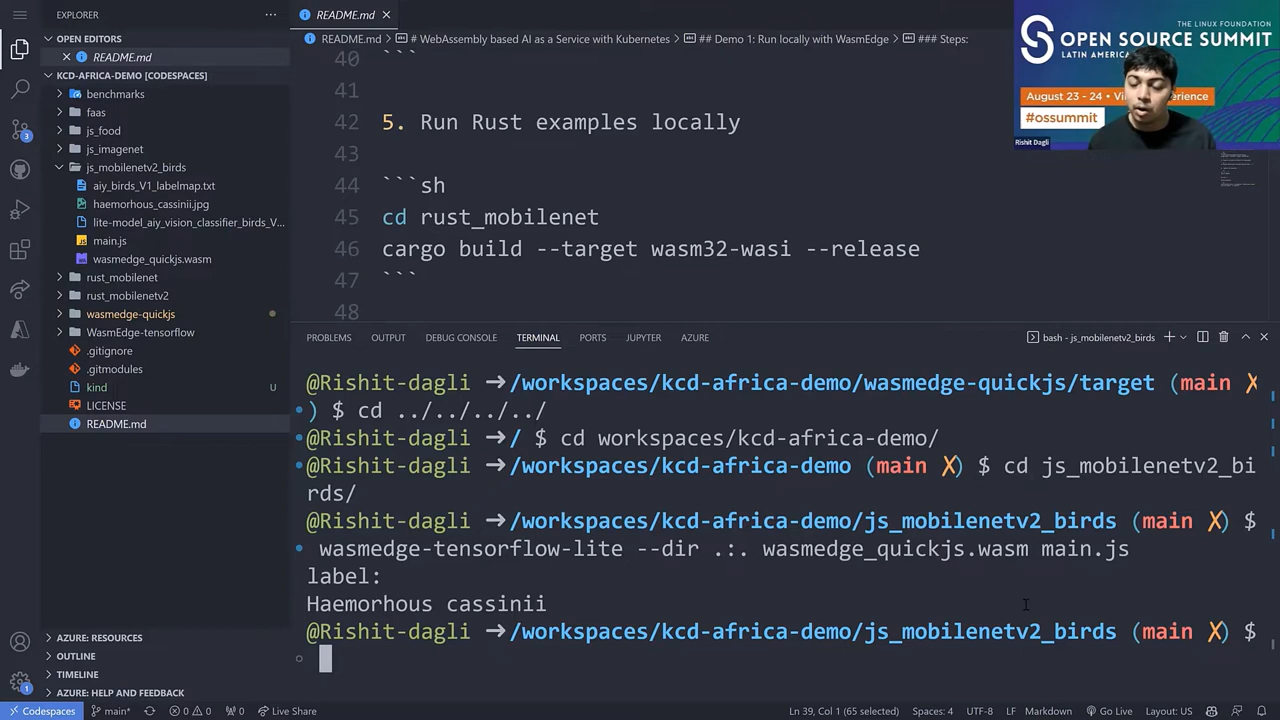 EXPLORER
OPEN EDITORS
README.md
KCD-AFRICA-DEMO [CODESPACES]
benchmarks
faas
js_food
js_imagenet
js_mobilenetv2_birds
aiy_birds_V1_labelmap.txt
haemorhous_cassinii.jpg
lite-model_aiy_vision_classifier_birds_V...
main.js
wasmedge_quickjs.wasm
rust_mobilenet
rust_mobilenetv2
wasmedge-quickjs
WasmEdge-tensorflow
.gitignore
.gitmodules
kind U
LICENSE
README.md
AZURE: RESOURCES
OUTLINE
TIMELINE
AZURE: HELP AND FEEDBACK
3
1
README.md
README.md > # WebAssembly based AI as a Service with Kubernetes > ## Demo 1: Run locally with WasmEdge > ### Steps:
40 ```
41
42 5. Run Rust examples locally
43
44 ```sh
45 cd rust_mobilenet
46 cargo build --target wasm32-wasi --release
47 ```
48
THE LINUX FOUNDATION
OPEN SOURCE SUMMIT
LATIN AMERICA
August 23 - 24 •
#ossummit
Rishit Dagli
PROBLEMS OUTPUT DEBUG CONSOLE TERMINAL PORTS JUPYTER AZURE
bash - js_mobilenetv2_birds
@Rishit-dagli ➜/workspaces/kcd-africa-demo/wasmedge-quickjs/target (main ✗
) $ cd ../../../../
@Rishit-dagli ➜/ $ cd workspaces/kcd-africa-demo/
@Rishit-dagli ➜/workspaces/kcd-africa-demo (main ✗) $ cd js_mobilenetv2_bi
rds/
@Rishit-dagli ➜/workspaces/kcd-africa-demo/js_mobilenetv2_birds (main ✗) $
wasmedge-tensorflow-lite --dir .:. wasmedge_quickjs.wasm main.js
label:
Haemorhous cassinii
@Rishit-dagli ➜/workspaces/kcd-africa-demo/js_mobilenetv2_birds (main ✗) $
Codespaces main* 0 0 0 Live Share Ln 39, Col 1 (65 selected) Spaces: 4 UTF-8 LF Markdown Go Live Layout: US